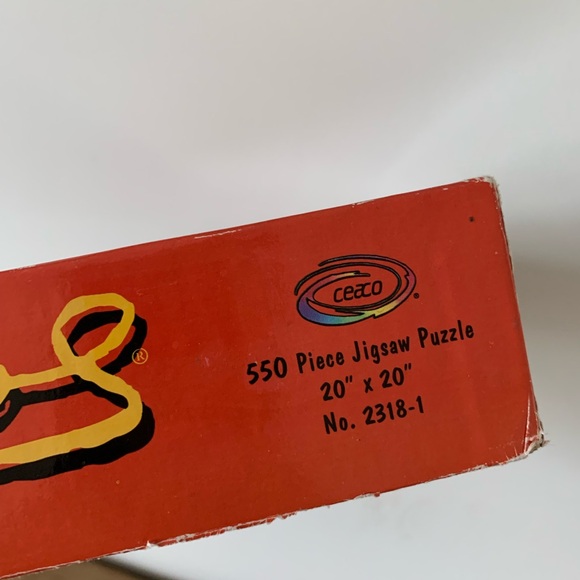 ceaco
®
550 Piece Jigsaw Puzzle
20" x 20"
No. 2318-1
®